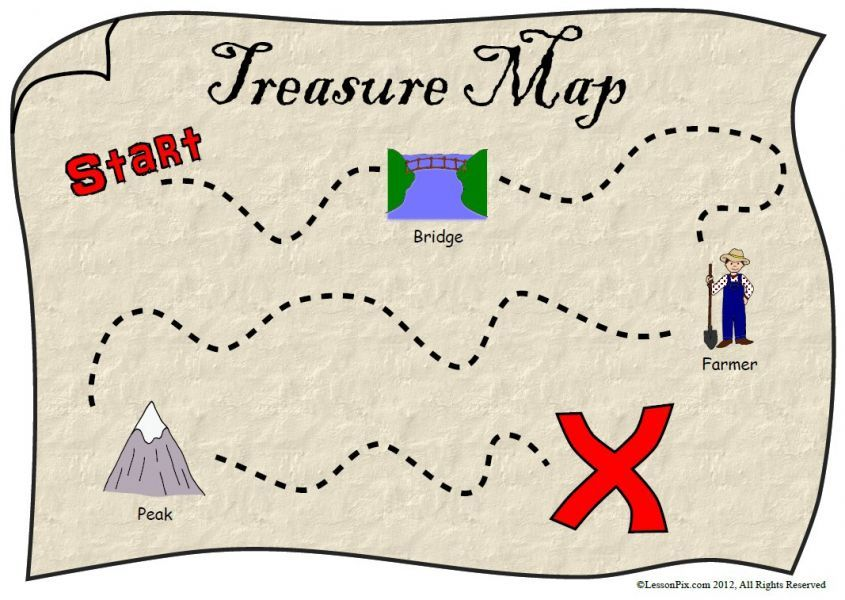 Treasure Map
Start
Bridge
Farmer
Peak
X
©LessonPix.com 2012, All Rights Reserved